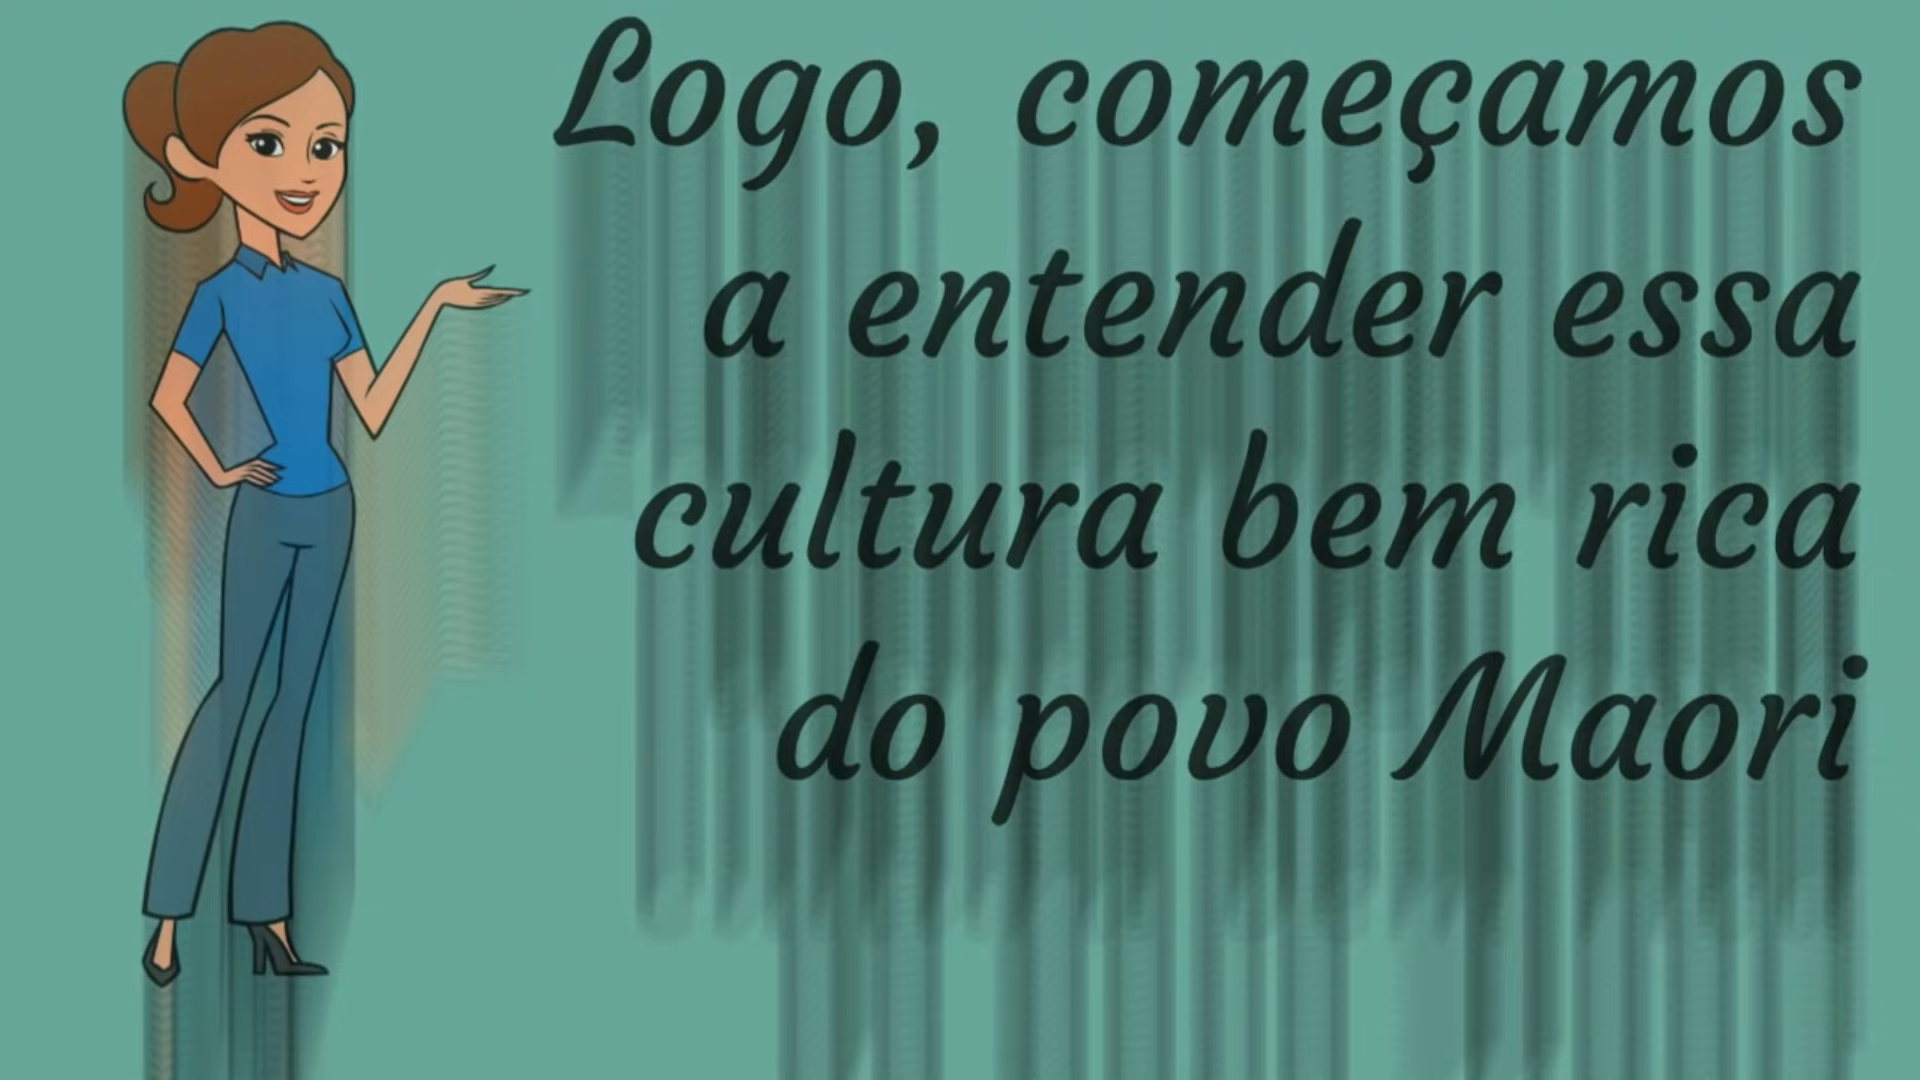 Logo, começamos
a entender essa
cultura bem rica
do povo Maori